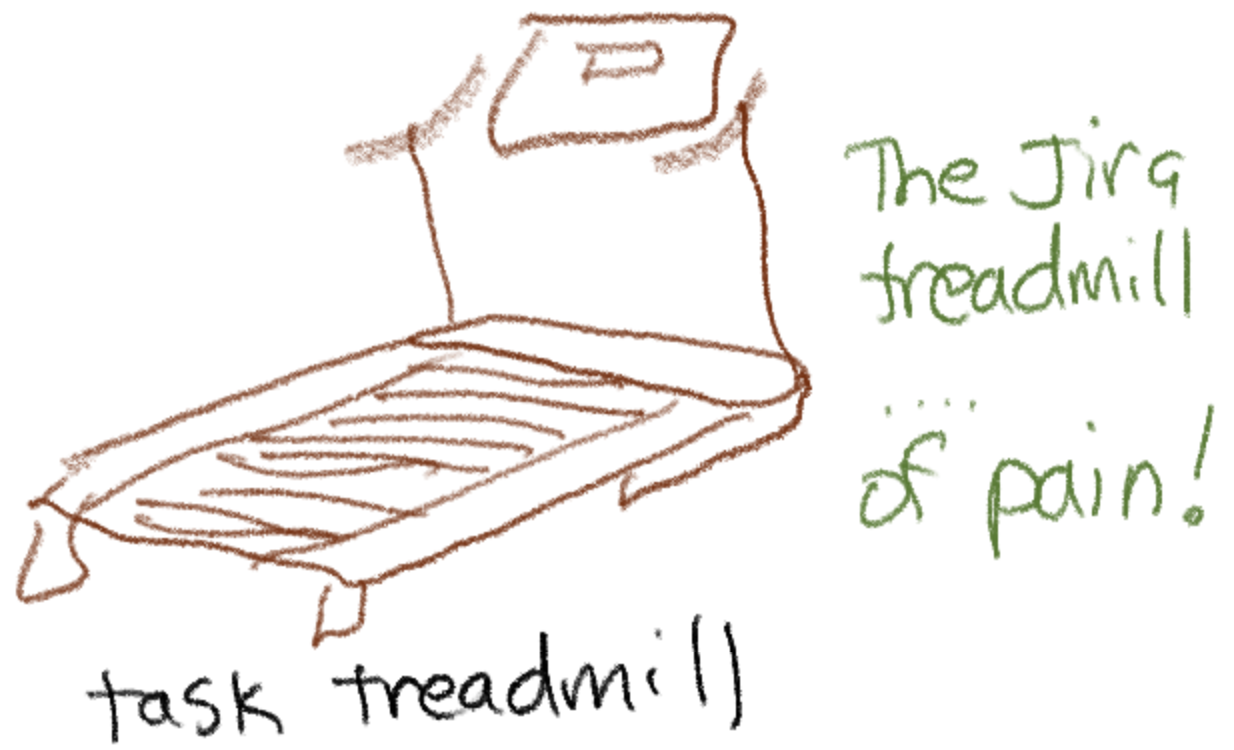 The Jira
treadmill
....
of pain!
task treadmill